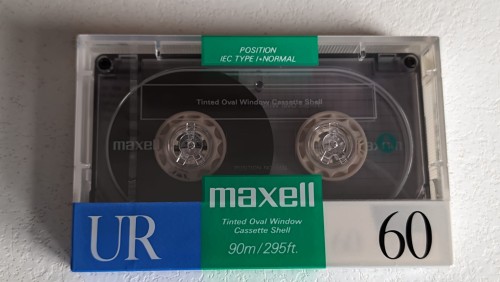 POSITION
IEC TYPE I•NORMAL
Tinted Oval Window Cassette Shell
maxell
maxell
Tinted Oval Window
Cassette Shell
90m/295ft.
UR
60